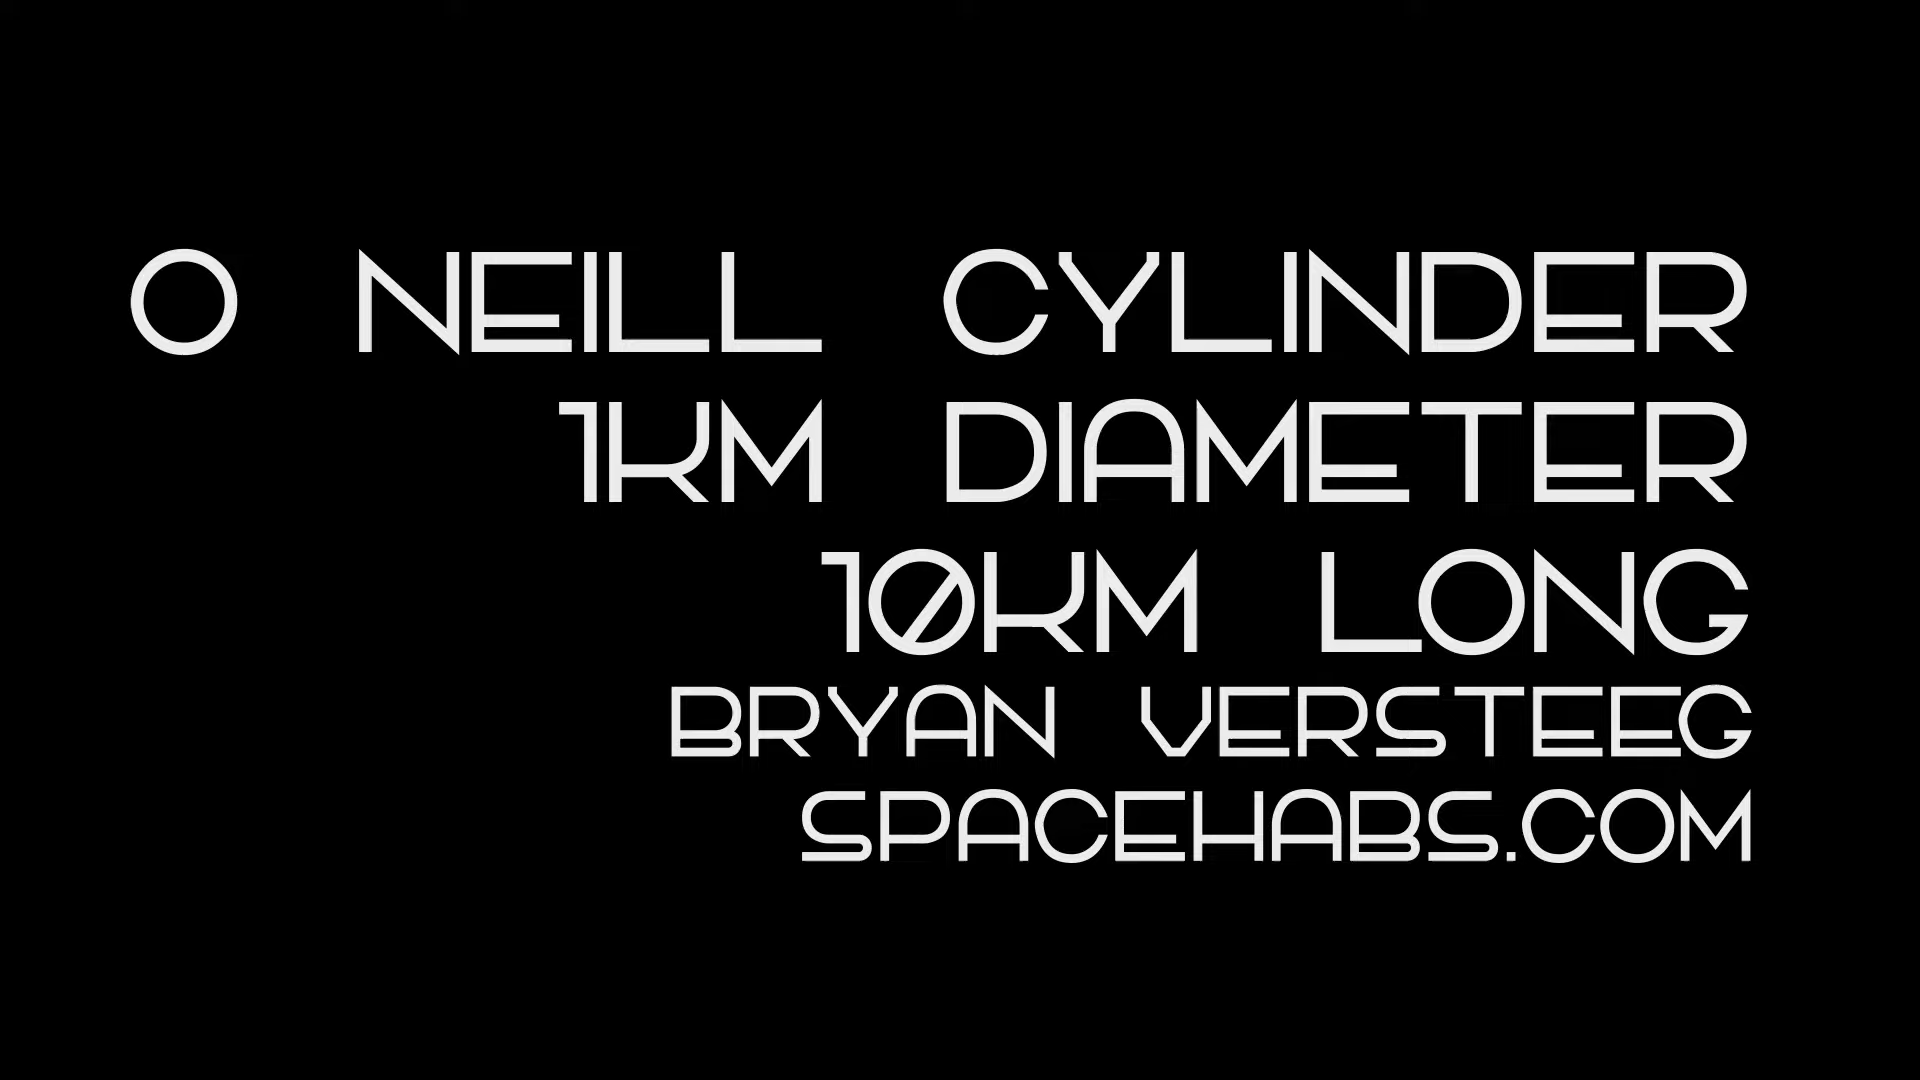 O NEILL CYLINDER
1KM DIAMETER
10KM LONG
BRYAN VERSTEEG
SPACEHABS.COM